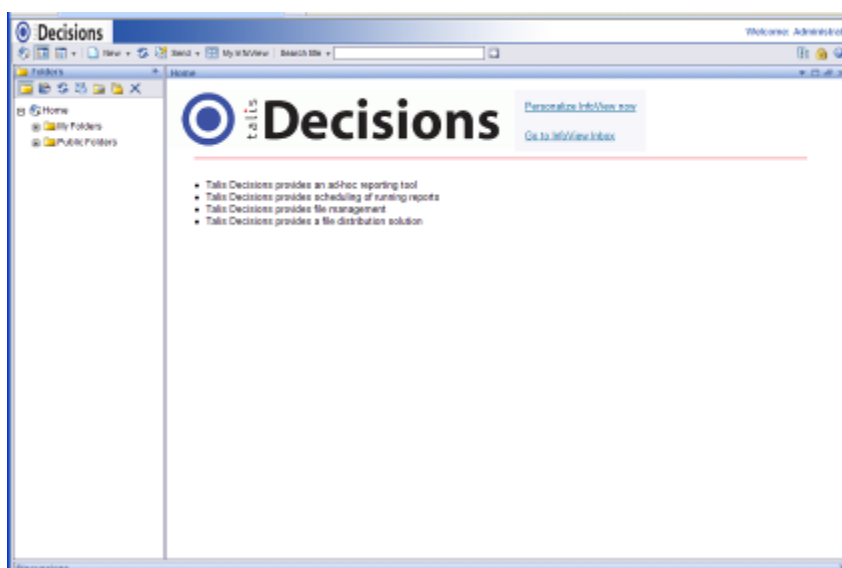 Decisions
Welcome: Administrat
New Send My InfoView Search title
Folders
Home
Home
My Folders
Public Folders
talis Decisions
Personalize InfoView now
Go to InfoView Inbox
Talis Decisions provides an ad-hoc reporting tool
Talis Decisions provides scheduling of running reports
Talis Decisions provides file management
Talis Decisions provides a file distribution solution